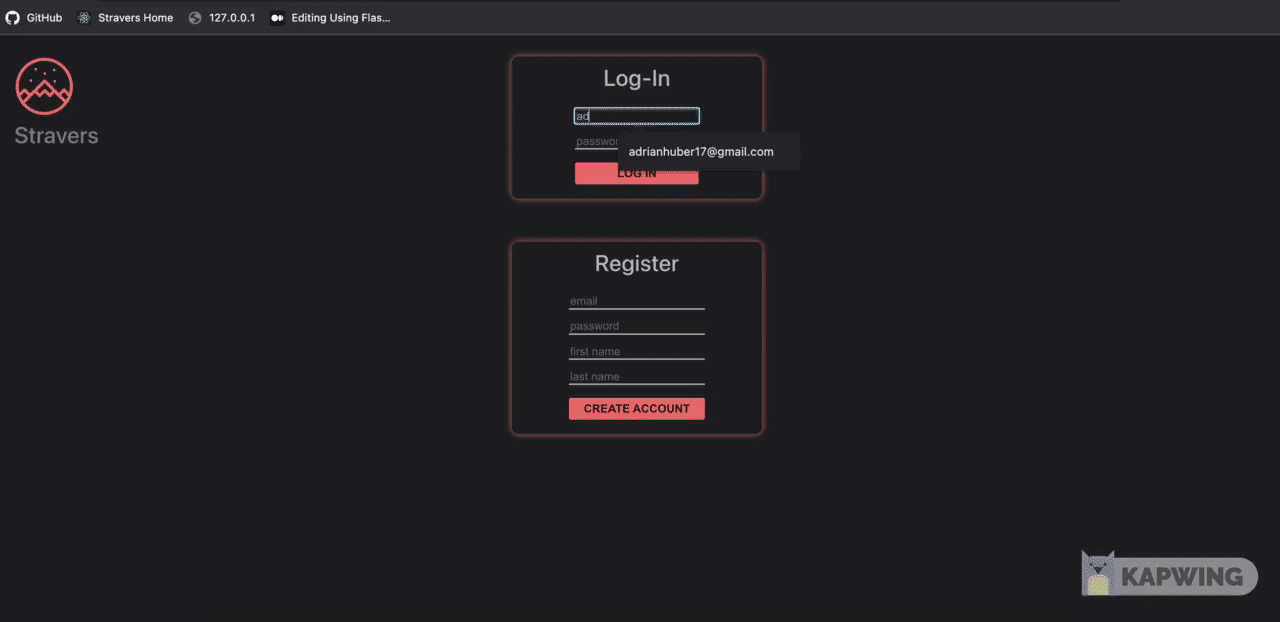 GitHub Stravers Home 127.0.0.1 Editing Using Flas...
Stravers
Log-In
ad
adrianhuber17@gmail.com
LOG IN
Register
email
password
first name
last name
CREATE ACCOUNT
KAPWING